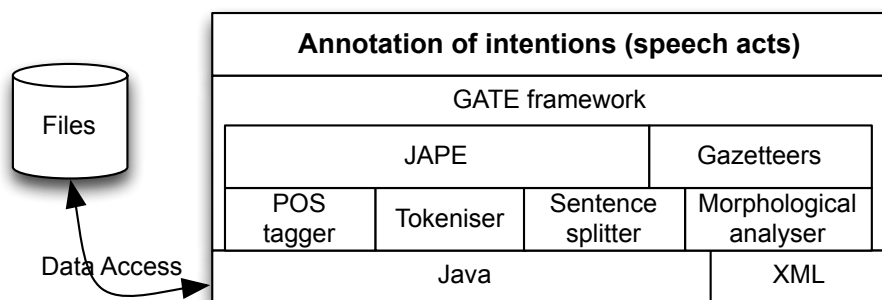 Annotation of intentions (speech acts)
GATE framework
Files
JAPE
Gazetteers
POS
tagger
Tokeniser
Sentence
splitter
Morphological
analyser
Data Access
Java
XML